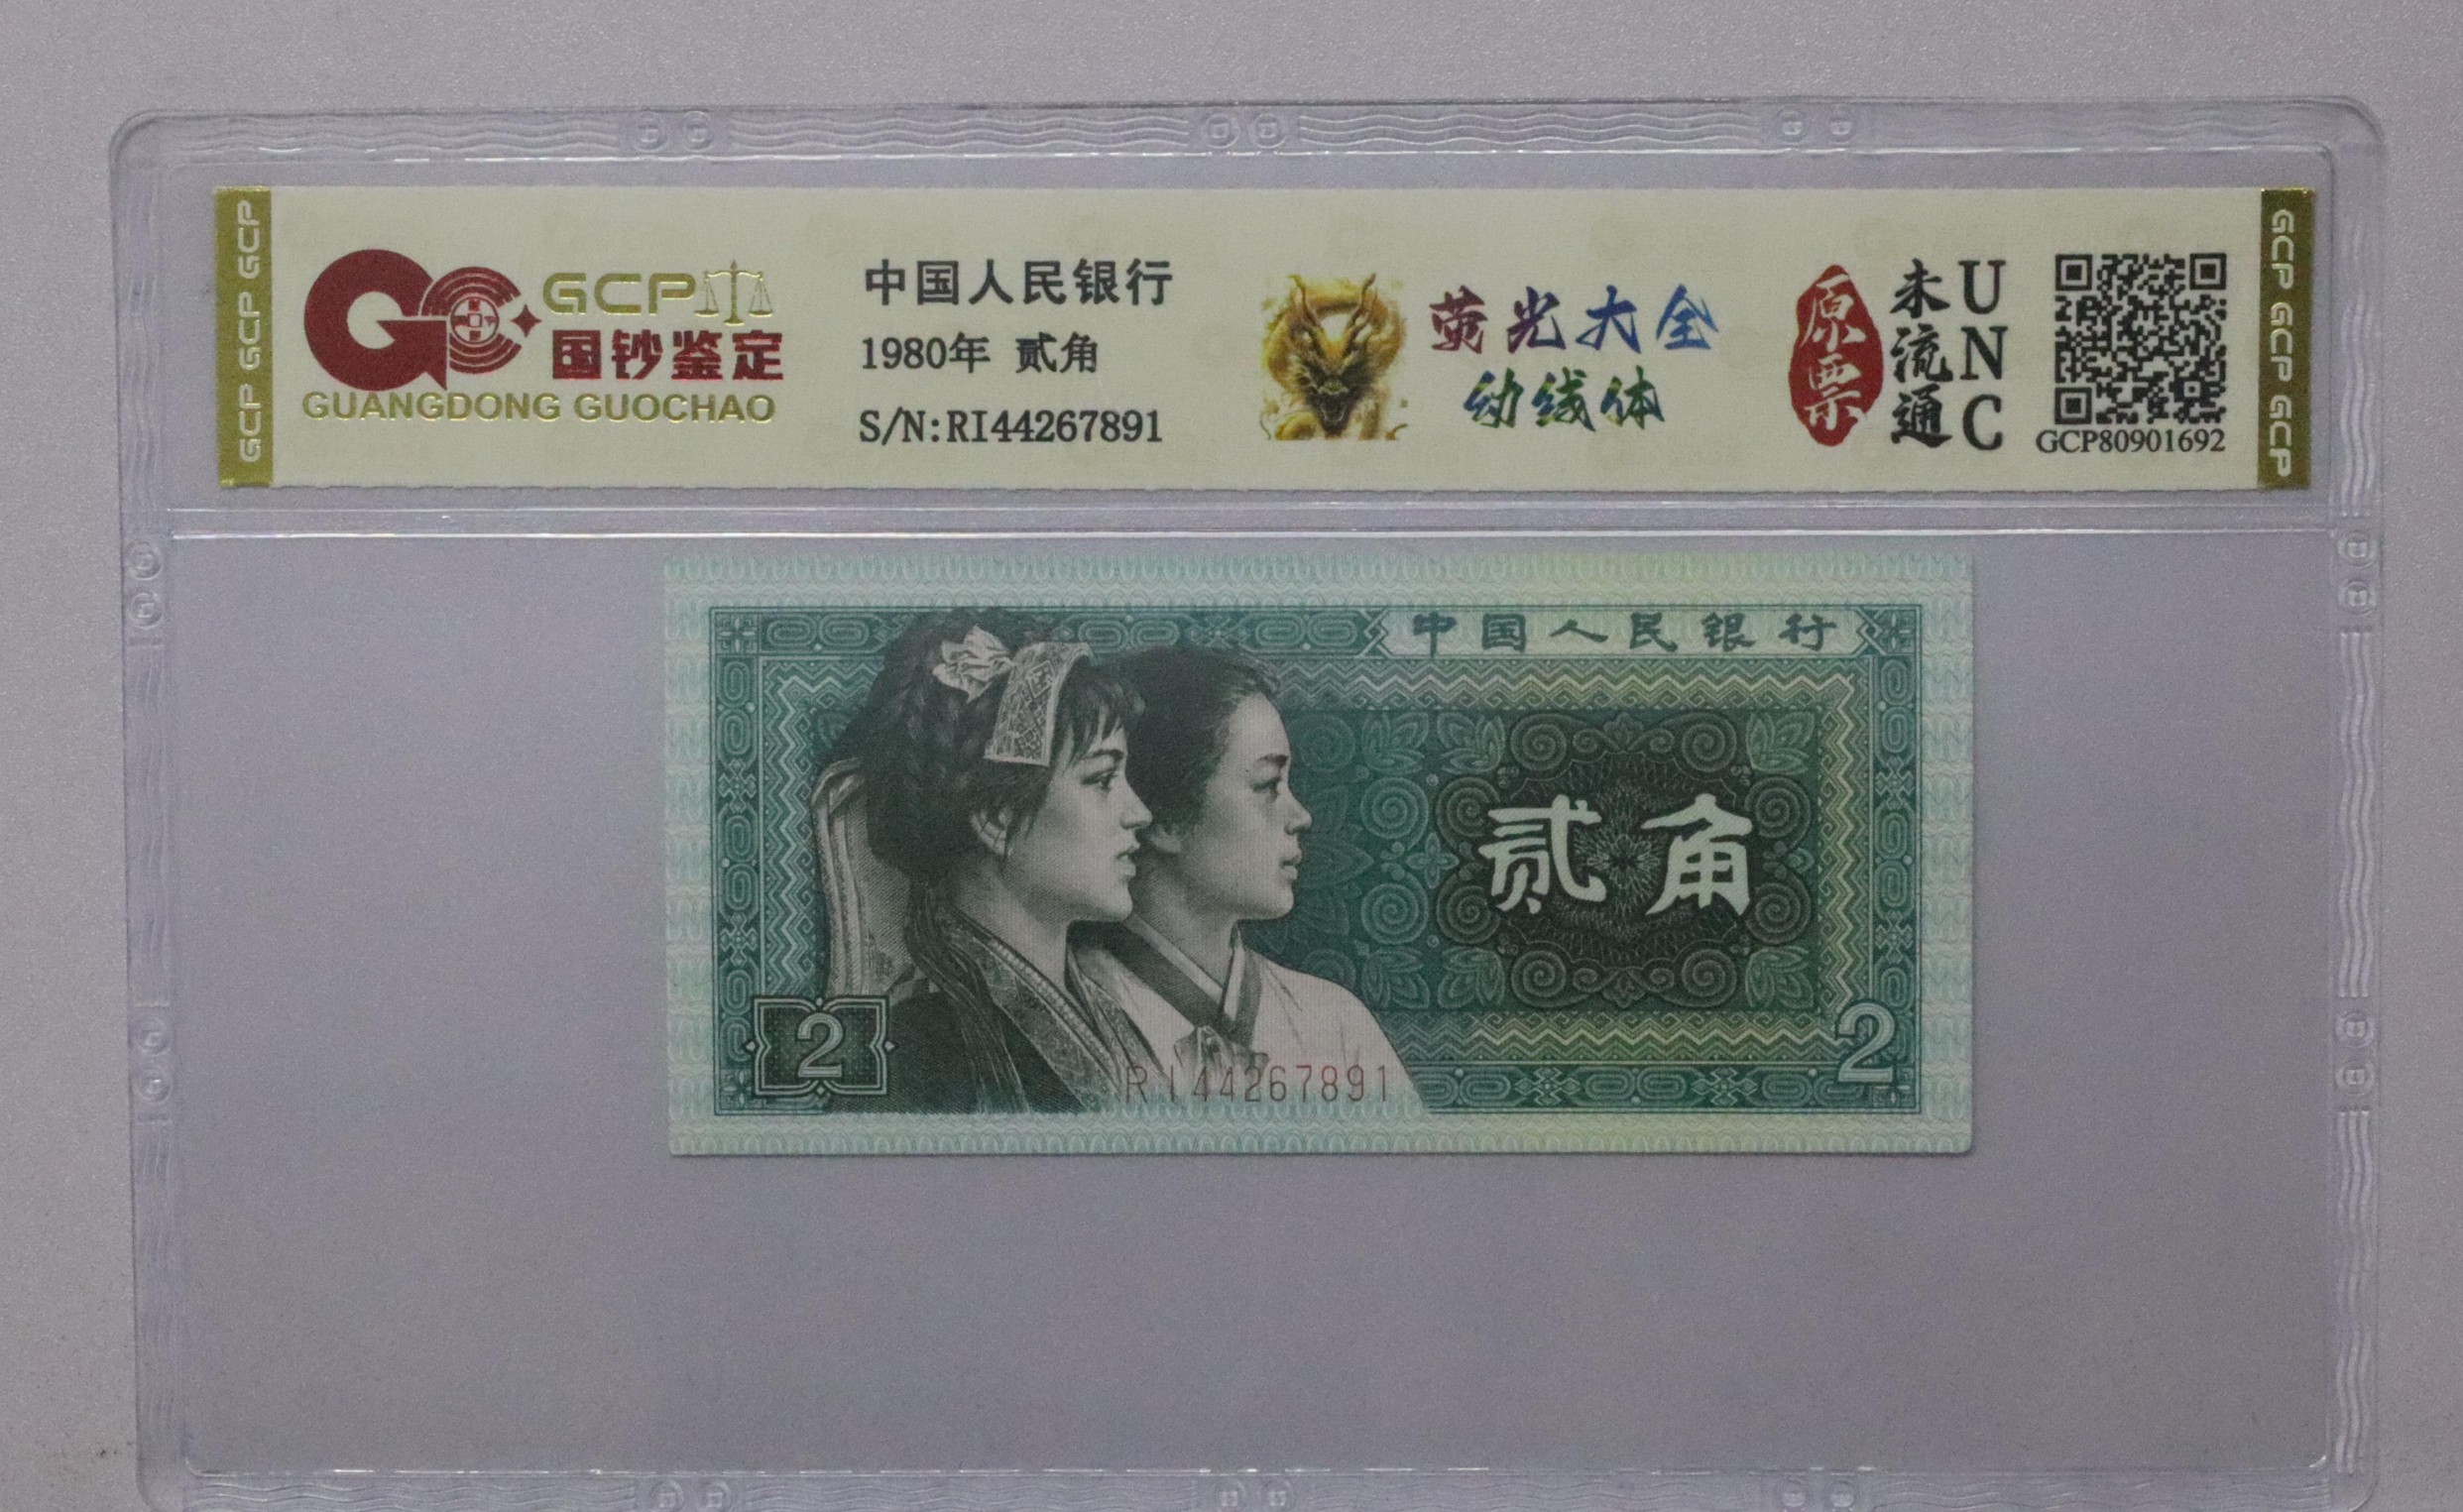 GCP GCP GCP
GCP
国钞鉴定
GUANGDONG GUOCHAO
中国人民银行
1980年 贰角
S/N:RI44267891
荧光大全
幼线体
原票
未流通
UNC
GCP80901692
GCP GCP GCP
中国人民银行
贰角
2
2
RI44267891